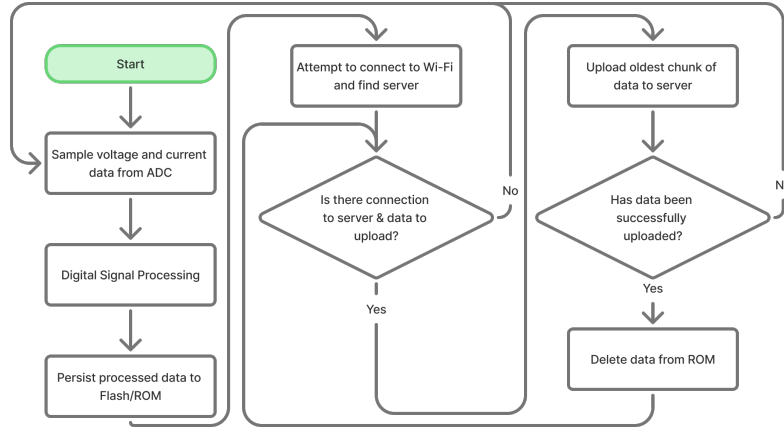 Start
Sample voltage and current
data from ADC
Digital Signal Processing
Persist processed data to
Flash/ROM
Attempt to connect to Wi-Fi
and find server
Is there connection
to server & data to
upload?
No
Yes
Upload oldest chunk of
data to server
Has data been
successfully
uploaded?
Yes
Delete data from ROM